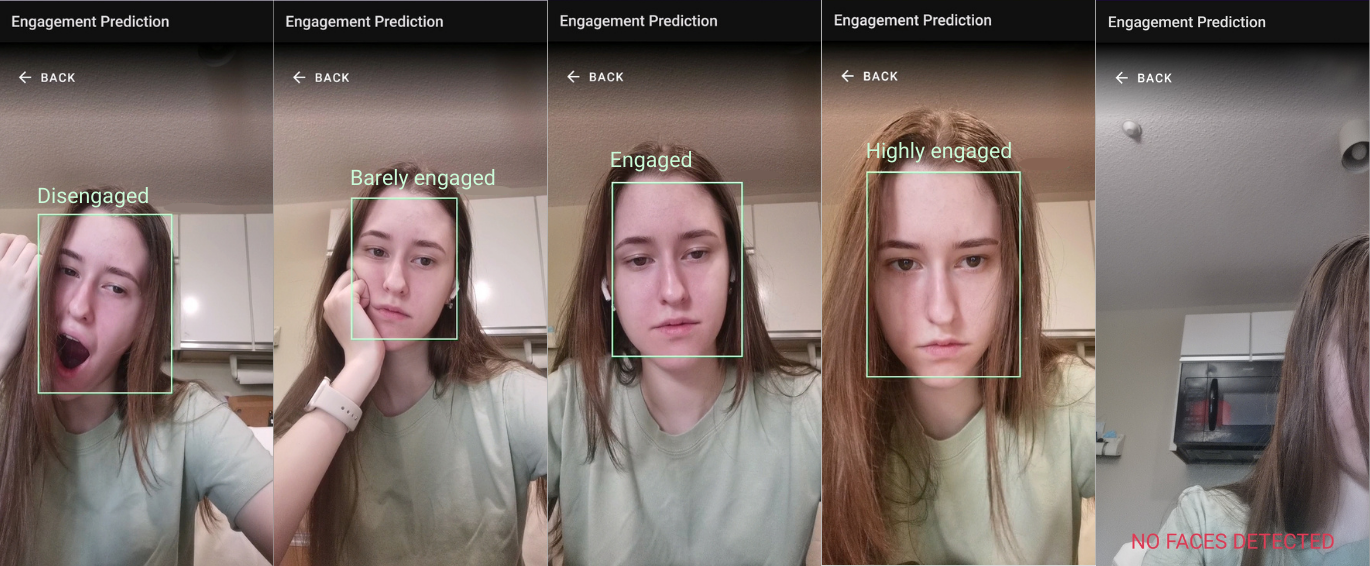 Engagement Prediction
← BACK
Disengaged
Engagement Prediction
← BACK
Barely engaged
Engagement Prediction
← BACK
Engaged
Engagement Prediction
← BACK
Highly engaged
Engagement Prediction
← BACK
NO FACES DETECTED